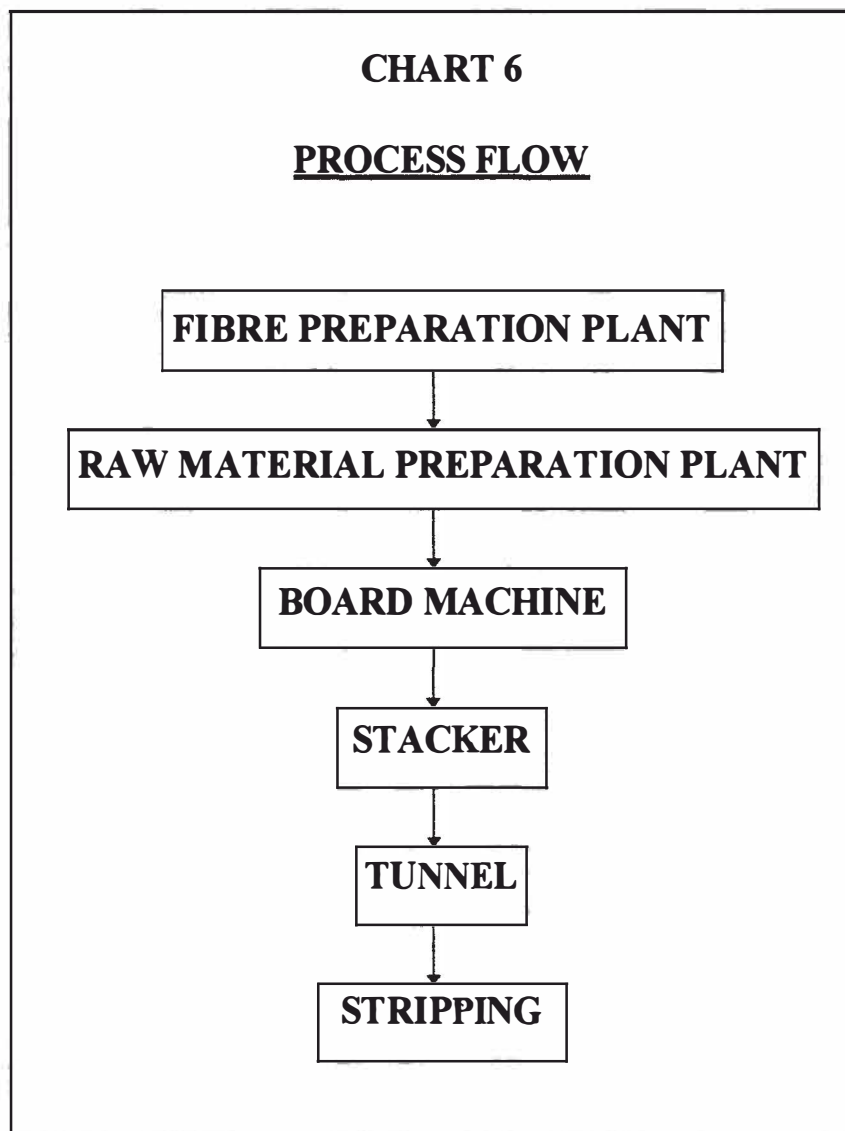 CHART 6
PROCESS FLOW
FIBRE PREPARATION PLANT
RAW MATERIAL PREPARATION PLANT
BOARD MACHINE
STACKER
TUNNEL
STRIPPING